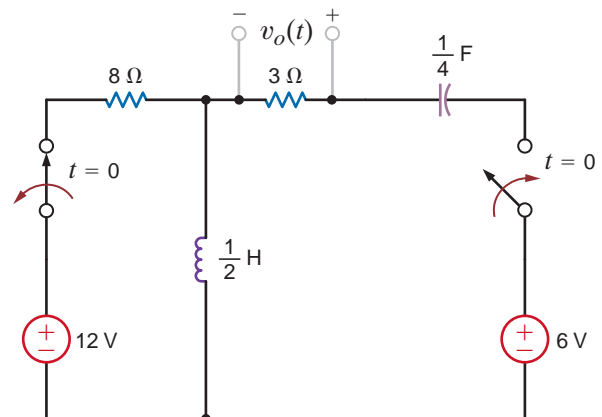 − v_o(t) +
1/4 F
8 Ω
3 Ω
t = 0
t = 0
1/2 H
+ − 12 V
+ − 6 V